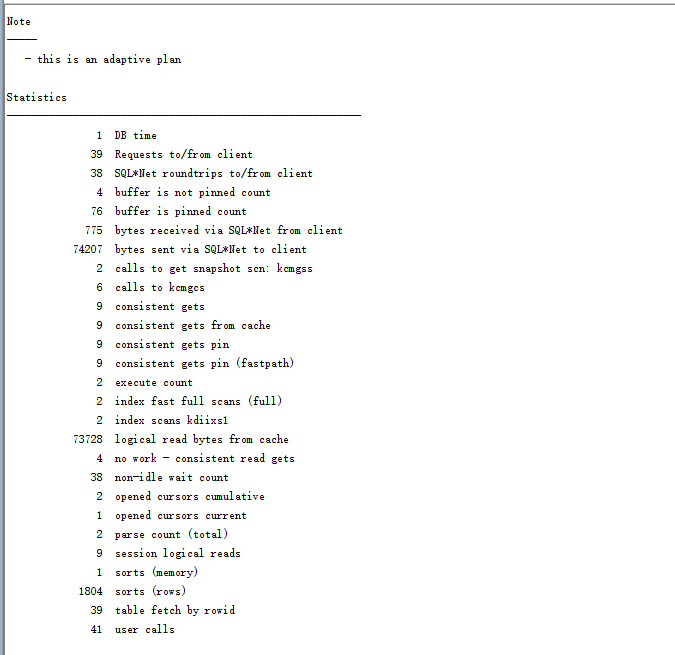 Note
-----
- this is an adaptive plan
Statistics
-----------------------------------------------------------
1 DB time
39 Requests to/from client
38 SQL*Net roundtrips to/from client
4 buffer is not pinned count
76 buffer is pinned count
775 bytes received via SQL*Net from client
74207 bytes sent via SQL*Net to client
2 calls to get snapshot scn: kcmgss
6 calls to kcmgcs
9 consistent gets
9 consistent gets from cache
9 consistent gets pin
9 consistent gets pin (fastpath)
2 execute count
2 index fast full scans (full)
2 index scans kdiixs1
73728 logical read bytes from cache
4 no work - consistent read gets
38 non-idle wait count
2 opened cursors cumulative
1 opened cursors current
2 parse count (total)
9 session logical reads
1 sorts (memory)
1804 sorts (rows)
39 table fetch by rowid
41 user calls